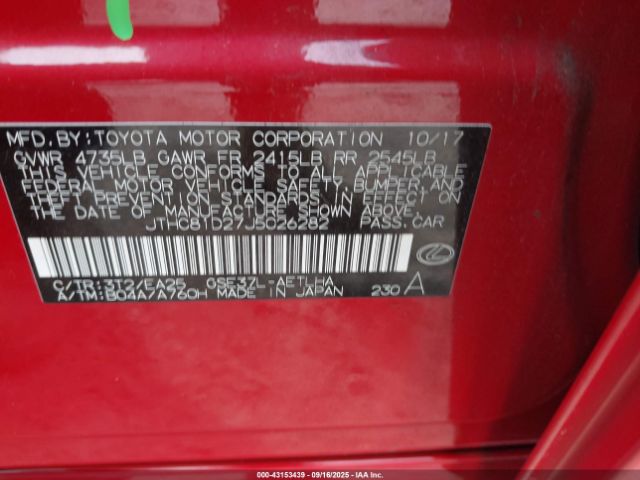 MFD.BY:TOYOTA MOTOR CORPORATION 10/17
GVWR 4735LB GAWR FR 2415LB RR 2545LB
THIS VEHICLE CONFORMS TO ALL APPLICABLE
FEDERAL MOTOR VEHICLE SAFETY, BUMPER, AND
THEFT PREVENTION STANDARDS IN EFFECT ON
THE DATE OF MANUFACTURE SHOWN ABOVE.
JTHC81D27J5026282 PASS.CAR
C/TR:3T2/EA25 GSE37L-AETLHA
A/TM:B04A/A760H MADE IN JAPAN 230 A
000-43153439 - 09/16/2025 - Copyright © 2025 IAA, Inc.